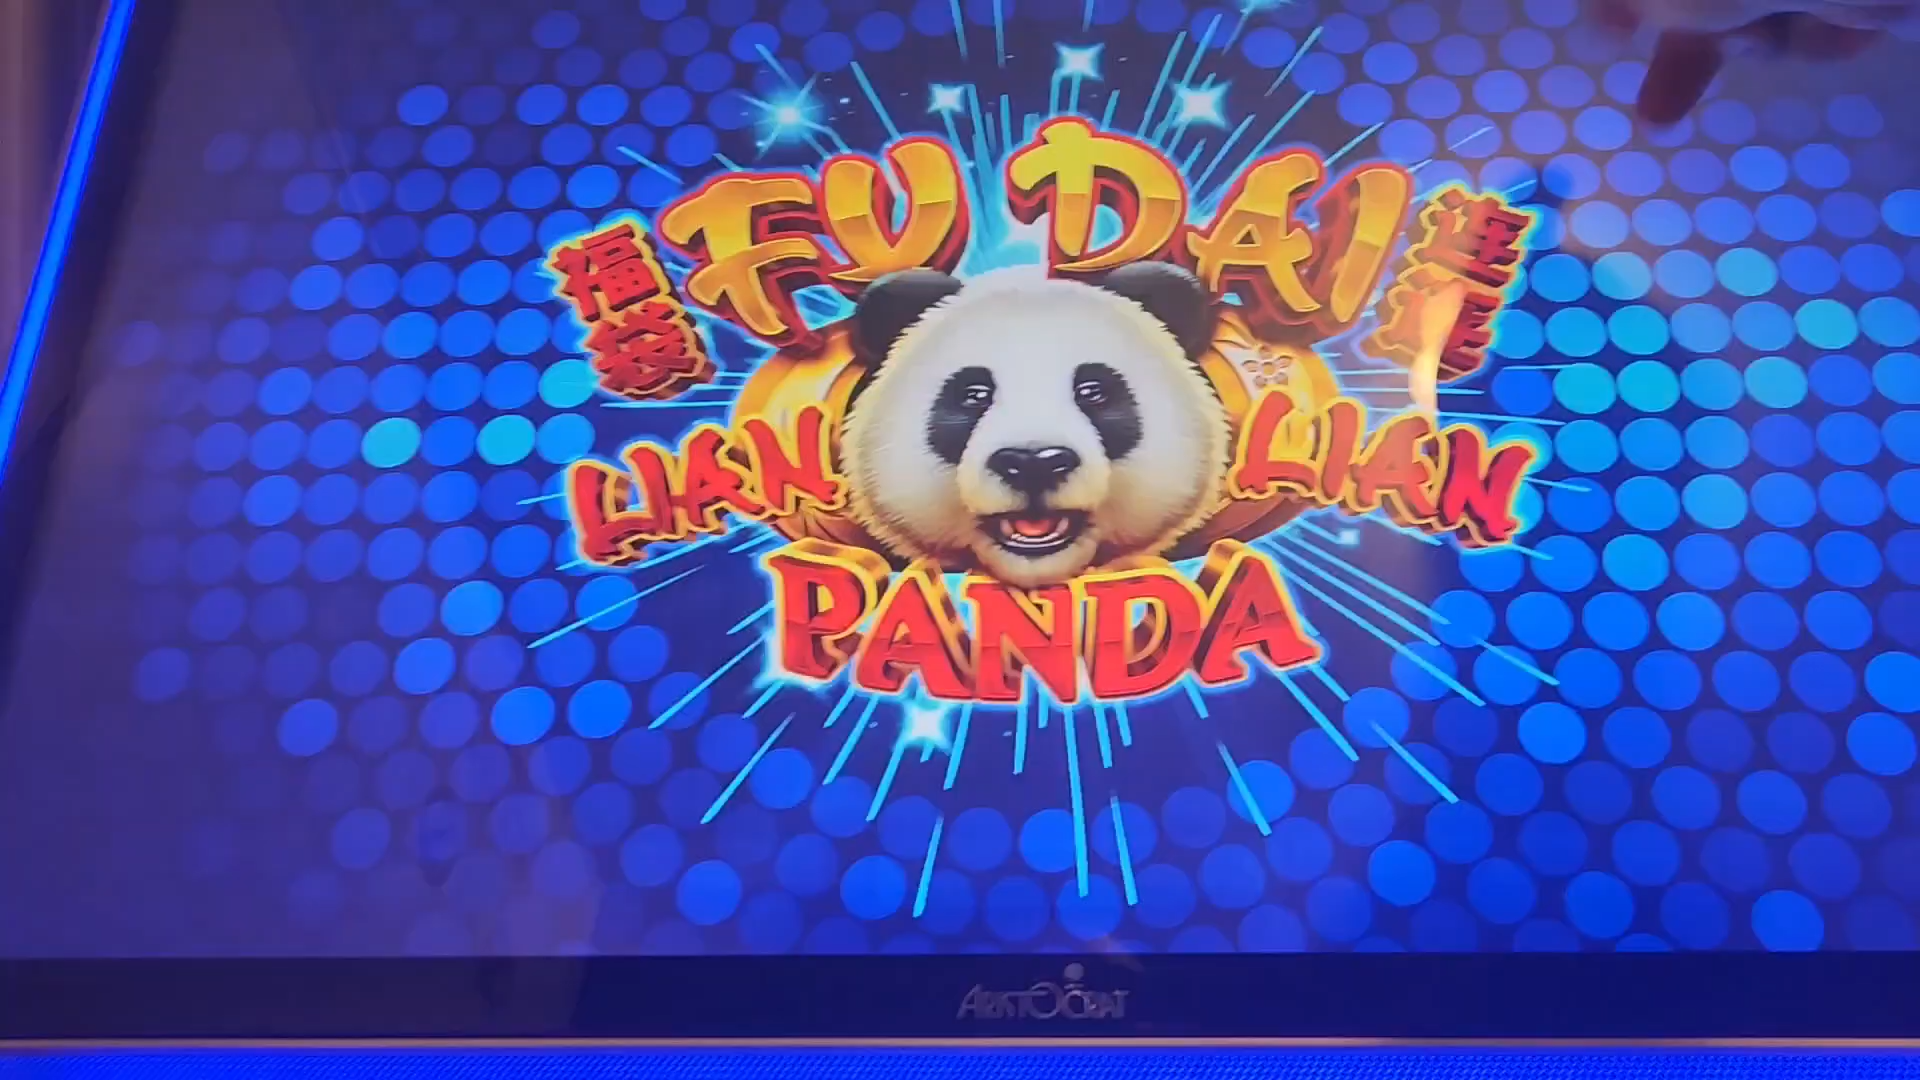 FU DAI
福袋
連連
LIAN LIAN
PANDA
ARISTOCRAT